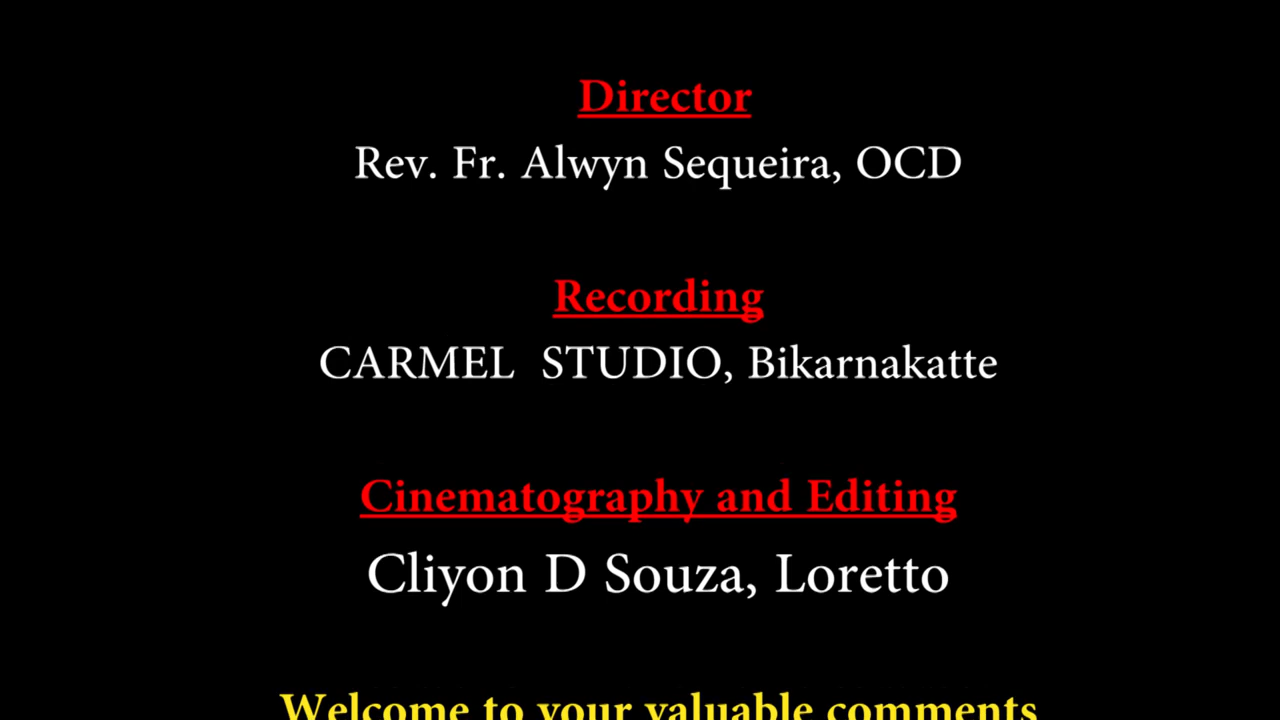 Director
Rev. Fr. Alwyn Sequeira, OCD
Recording
CARMEL STUDIO, Bikarnakatte
Cinematography and Editing
Cliyon D Souza, Loretto
Welcome to your valuable comments